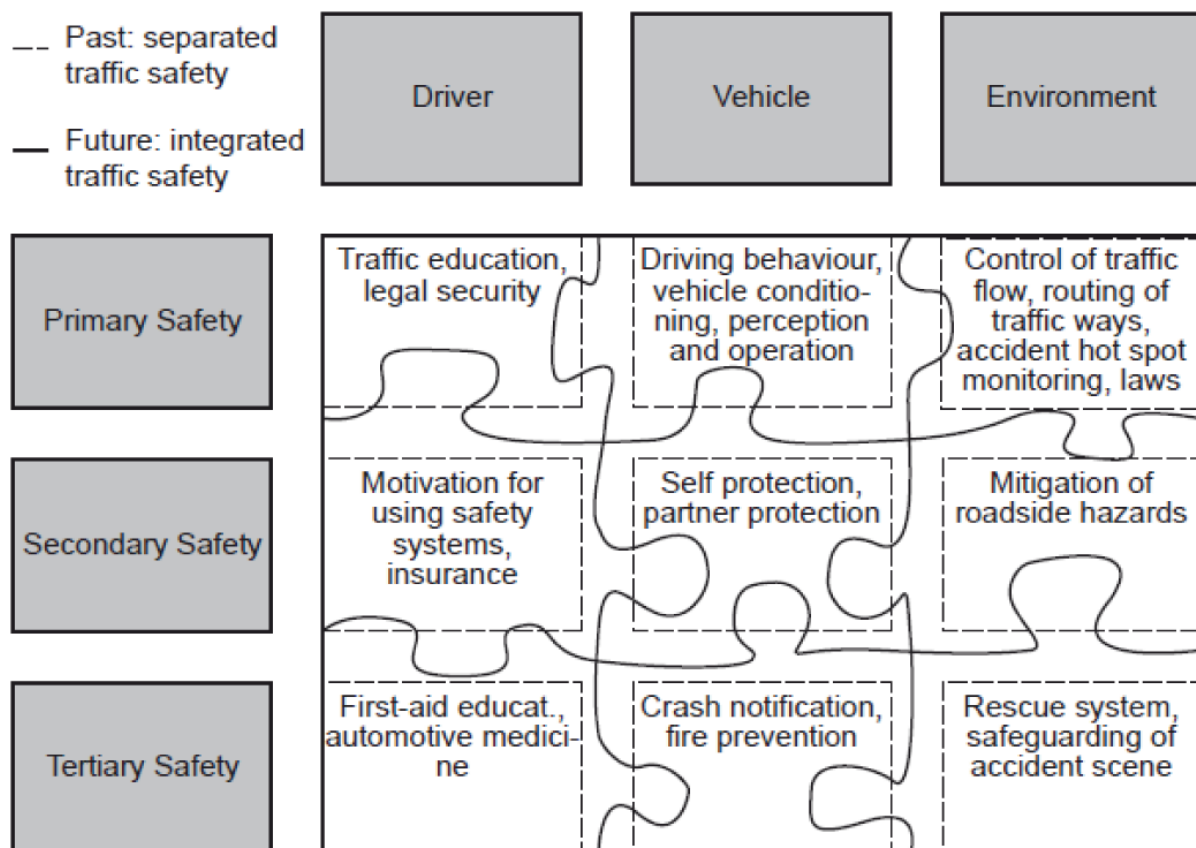 Past: separated
traffic safety
Future: integrated
traffic safety
Driver
Vehicle
Environment
Primary Safety
Traffic education,
legal security
Driving behaviour,
vehicle conditio-
ning, perception
and operation
Control of traffic
flow, routing of
traffic ways,
accident hot spot
monitoring, laws
Secondary Safety
Motivation for
using safety
systems,
insurance
Self protection,
partner protection
Mitigation of
roadside hazards
Tertiary Safety
First-aid educat.,
automotive medici-
ne
Crash notification,
fire prevention
Rescue system,
safeguarding of
accident scene